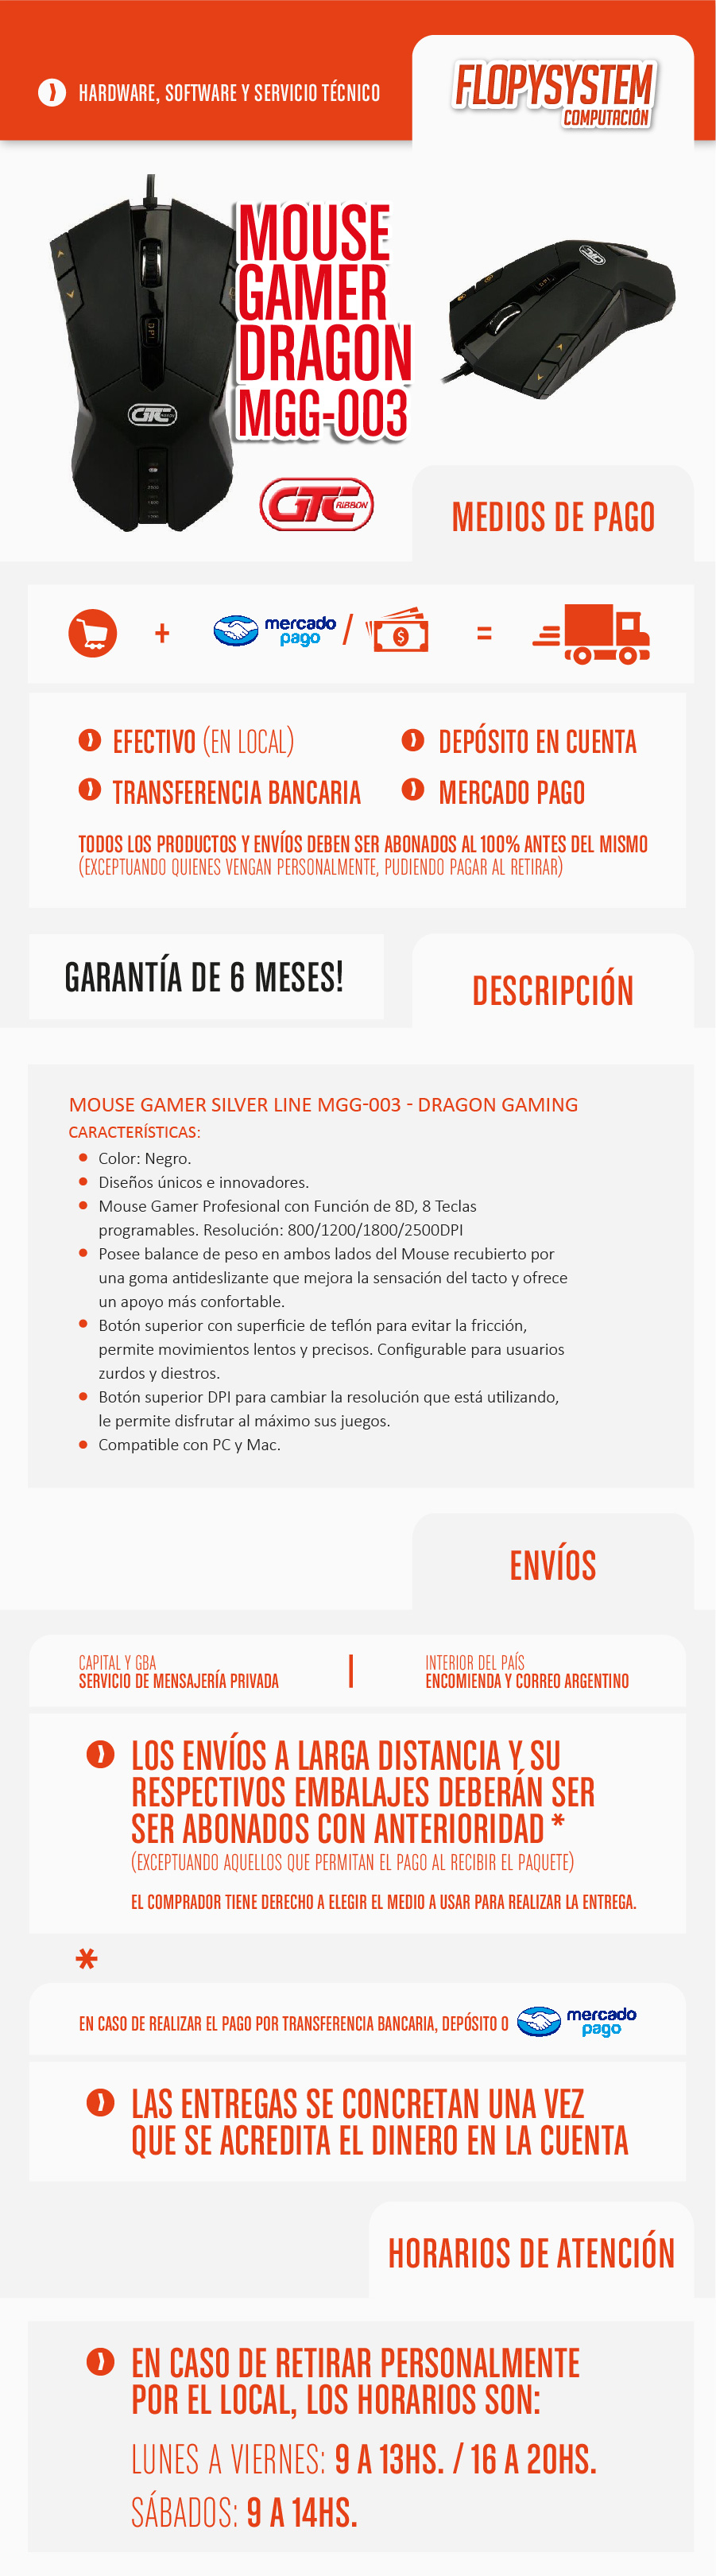 HARDWARE, SOFTWARE Y SERVICIO TÉCNICO
FLOPYSYSTEM
COMPUTACIÓN
MOUSE
GAMER
DRAGON
MGG-003
DPI
GTC
GTC
GTC RIBBON
MEDIOS DE PAGO
+ mercado pago / $ =
EFECTIVO (EN LOCAL)
DEPÓSITO EN CUENTA
TRANSFERENCIA BANCARIA
MERCADO PAGO
TODOS LOS PRODUCTOS Y ENVÍOS DEBEN SER ABONADOS AL 100% ANTES DEL MISMO
(EXCEPTUANDO QUIENES VENGAN PERSONALMENTE, PUDIENDO PAGAR AL RETIRAR)
GARANTÍA DE 6 MESES!
DESCRIPCIÓN
MOUSE GAMER SILVER LINE MGG-003 - DRAGON GAMING
CARACTERÍSTICAS:
Color: Negro.
Diseños únicos e innovadores.
Mouse Gamer Profesional con Función de 8D, 8 Teclas
programables. Resolución: 800/1200/1800/2500DPI
Posee balance de peso en ambos lados del Mouse recubierto por
una goma antideslizante que mejora la sensación del tacto y ofrece
un apoyo más confortable.
Botón superior con superficie de teflón para evitar la fricción,
permite movimientos lentos y precisos. Configurable para usuarios
zurdos y diestros.
Botón superior DPI para cambiar la resolución que está utilizando,
le permite disfrutar al máximo sus juegos.
Compatible con PC y Mac.
ENVÍOS
CAPITAL Y GBA
SERVICIO DE MENSAJERÍA PRIVADA
INTERIOR DEL PAÍS
ENCOMIENDA Y CORREO ARGENTINO
LOS ENVÍOS A LARGA DISTANCIA Y SU
RESPECTIVOS EMBALAJES DEBERÁN SER
SER ABONADOS CON ANTERIORIDAD *
(EXCEPTUANDO AQUELLOS QUE PERMITAN EL PAGO AL RECIBIR EL PAQUETE)
EL COMPRADOR TIENE DERECHO A ELEGIR EL MEDIO A USAR PARA REALIZAR LA ENTREGA.
*
EN CASO DE REALIZAR EL PAGO POR TRANSFERENCIA BANCARIA, DEPÓSITO O mercado pago
LAS ENTREGAS SE CONCRETAN UNA VEZ
QUE SE ACREDITA EL DINERO EN LA CUENTA
HORARIOS DE ATENCIÓN
EN CASO DE RETIRAR PERSONALMENTE
POR EL LOCAL, LOS HORARIOS SON:
LUNES A VIERNES: 9 A 13HS. / 16 A 20HS.
SÁBADOS: 9 A 14HS.